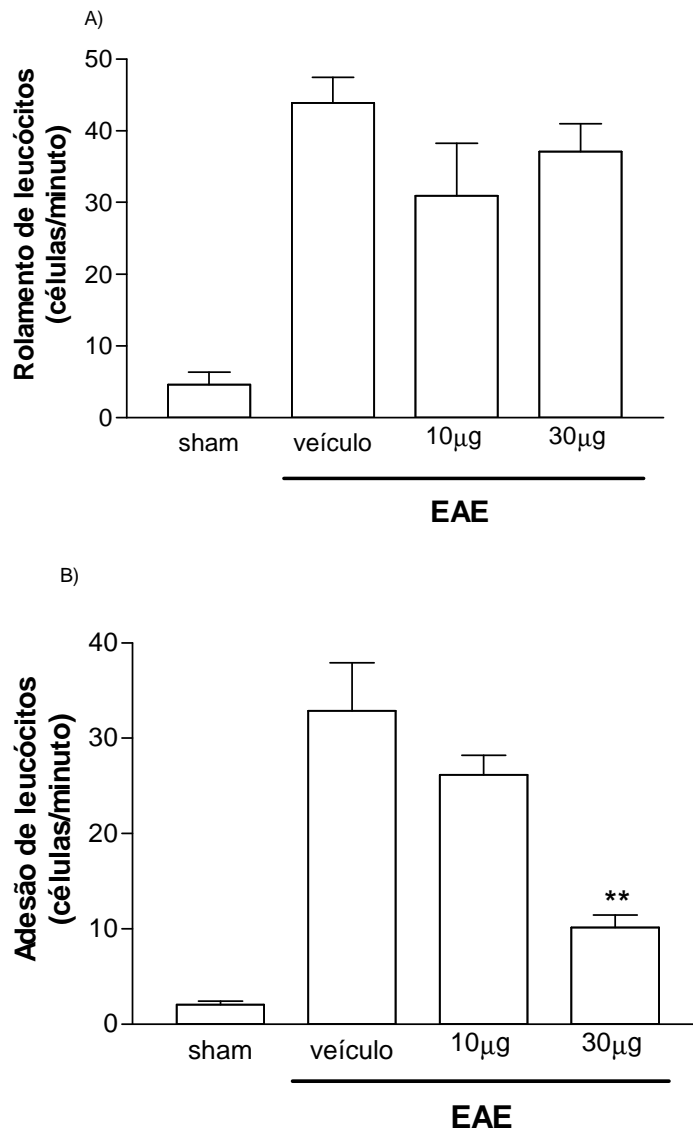 A)
Rolamento de leucócitos
(células/minuto)
50
40
30
20
10
0
sham veículo 10µg 30µg
EAE
B)
Adesão de leucócitos
(células/minuto)
40
30
20
10
0
**
sham veículo 10µg 30µg
EAE